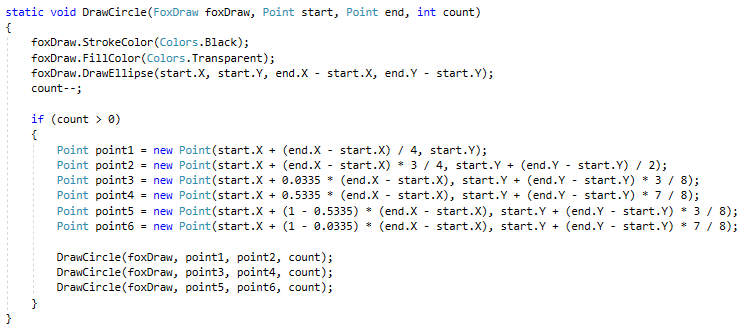 static void DrawCircle(FoxDraw foxDraw, Point start, Point end, int count)
{
foxDraw.StrokeColor(Colors.Black);
foxDraw.FillColor(Colors.Transparent);
foxDraw.DrawEllipse(start.X, start.Y, end.X - start.X, end.Y - start.Y);
count--;
if (count > 0)
{
Point point1 = new Point(start.X + (end.X - start.X) / 4, start.Y);
Point point2 = new Point(start.X + (end.X - start.X) * 3 / 4, start.Y + (end.Y - start.Y) / 2);
Point point3 = new Point(start.X + 0.0335 * (end.X - start.X), start.Y + (end.Y - start.Y) * 3 / 8);
Point point4 = new Point(start.X + 0.5335 * (end.X - start.X), start.Y + (end.Y - start.Y) * 7 / 8);
Point point5 = new Point(start.X + (1 - 0.5335) * (end.X - start.X), start.Y + (end.Y - start.Y) * 3 / 8);
Point point6 = new Point(start.X + (1 - 0.0335) * (end.X - start.X), start.Y + (end.Y - start.Y) * 7 / 8);
DrawCircle(foxDraw, point1, point2, count);
DrawCircle(foxDraw, point3, point4, count);
DrawCircle(foxDraw, point5, point6, count);
}
}